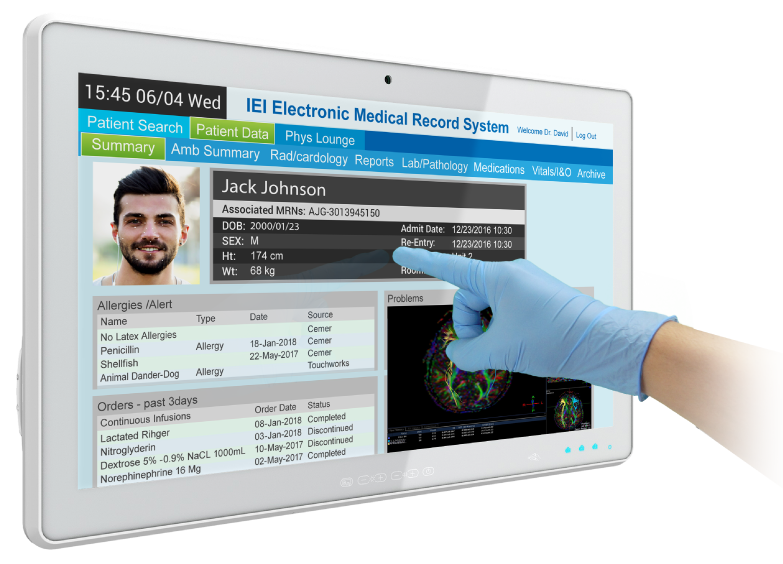 15:45 06/04 Wed
IEI Electronic Medical Record System
Welcome Dr. David | Log Out
Patient Search Patient Data Phys Lounge
Summary Amb Summary Rad/cardology Reports Lab/Pathology Medications Vitals/I&O Archive
Jack Johnson
Associated MRNs: AJG-3013945150
DOB: 2000/01/23 Admit Date: 12/23/2016 10:30
SEX: M Re-Entry: 12/23/2016 10:30
Ht: 174 cm
Wt: 68 kg Room
Allergies /Alert
Name Type Date Source
No Latex Allergies Cemer
Penicillin Allergy 18-Jan-2018 Cemer
Shellfish 22-May-2017 Cemer
Animal Dander-Dog Allergy Touchworks
Problems
Orders - past 3days
Continuous Infusions Order Date Status
Lactated Rihger 08-Jan-2018 Completed
Nitroglyderin 03-Jan-2018 Discontinued
Dextrose 5% -0.9% NaCL 1000mL 10-May-2017 Discontinued
Norephinephrine 16 Mg 02-May-2017 Completed